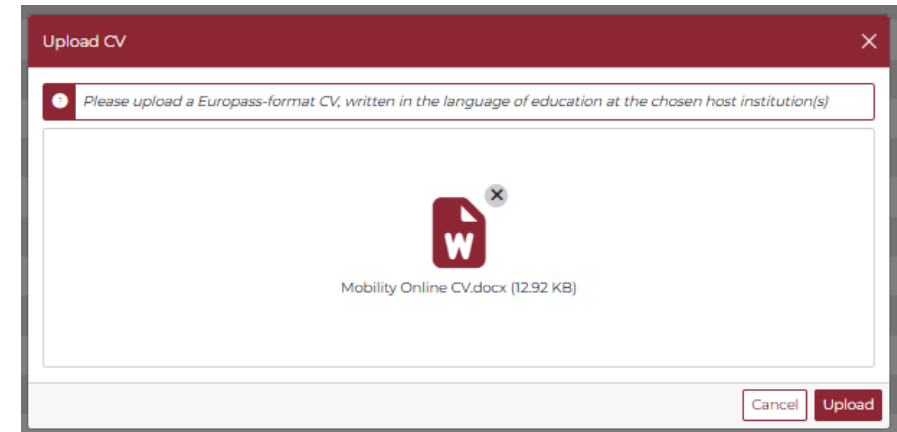 Upload CV
Please upload a Europass-format CV, written in the language of education at the chosen host institution(s)
W
Mobility Online CV.docx (12.92 KB)
Cancel Upload